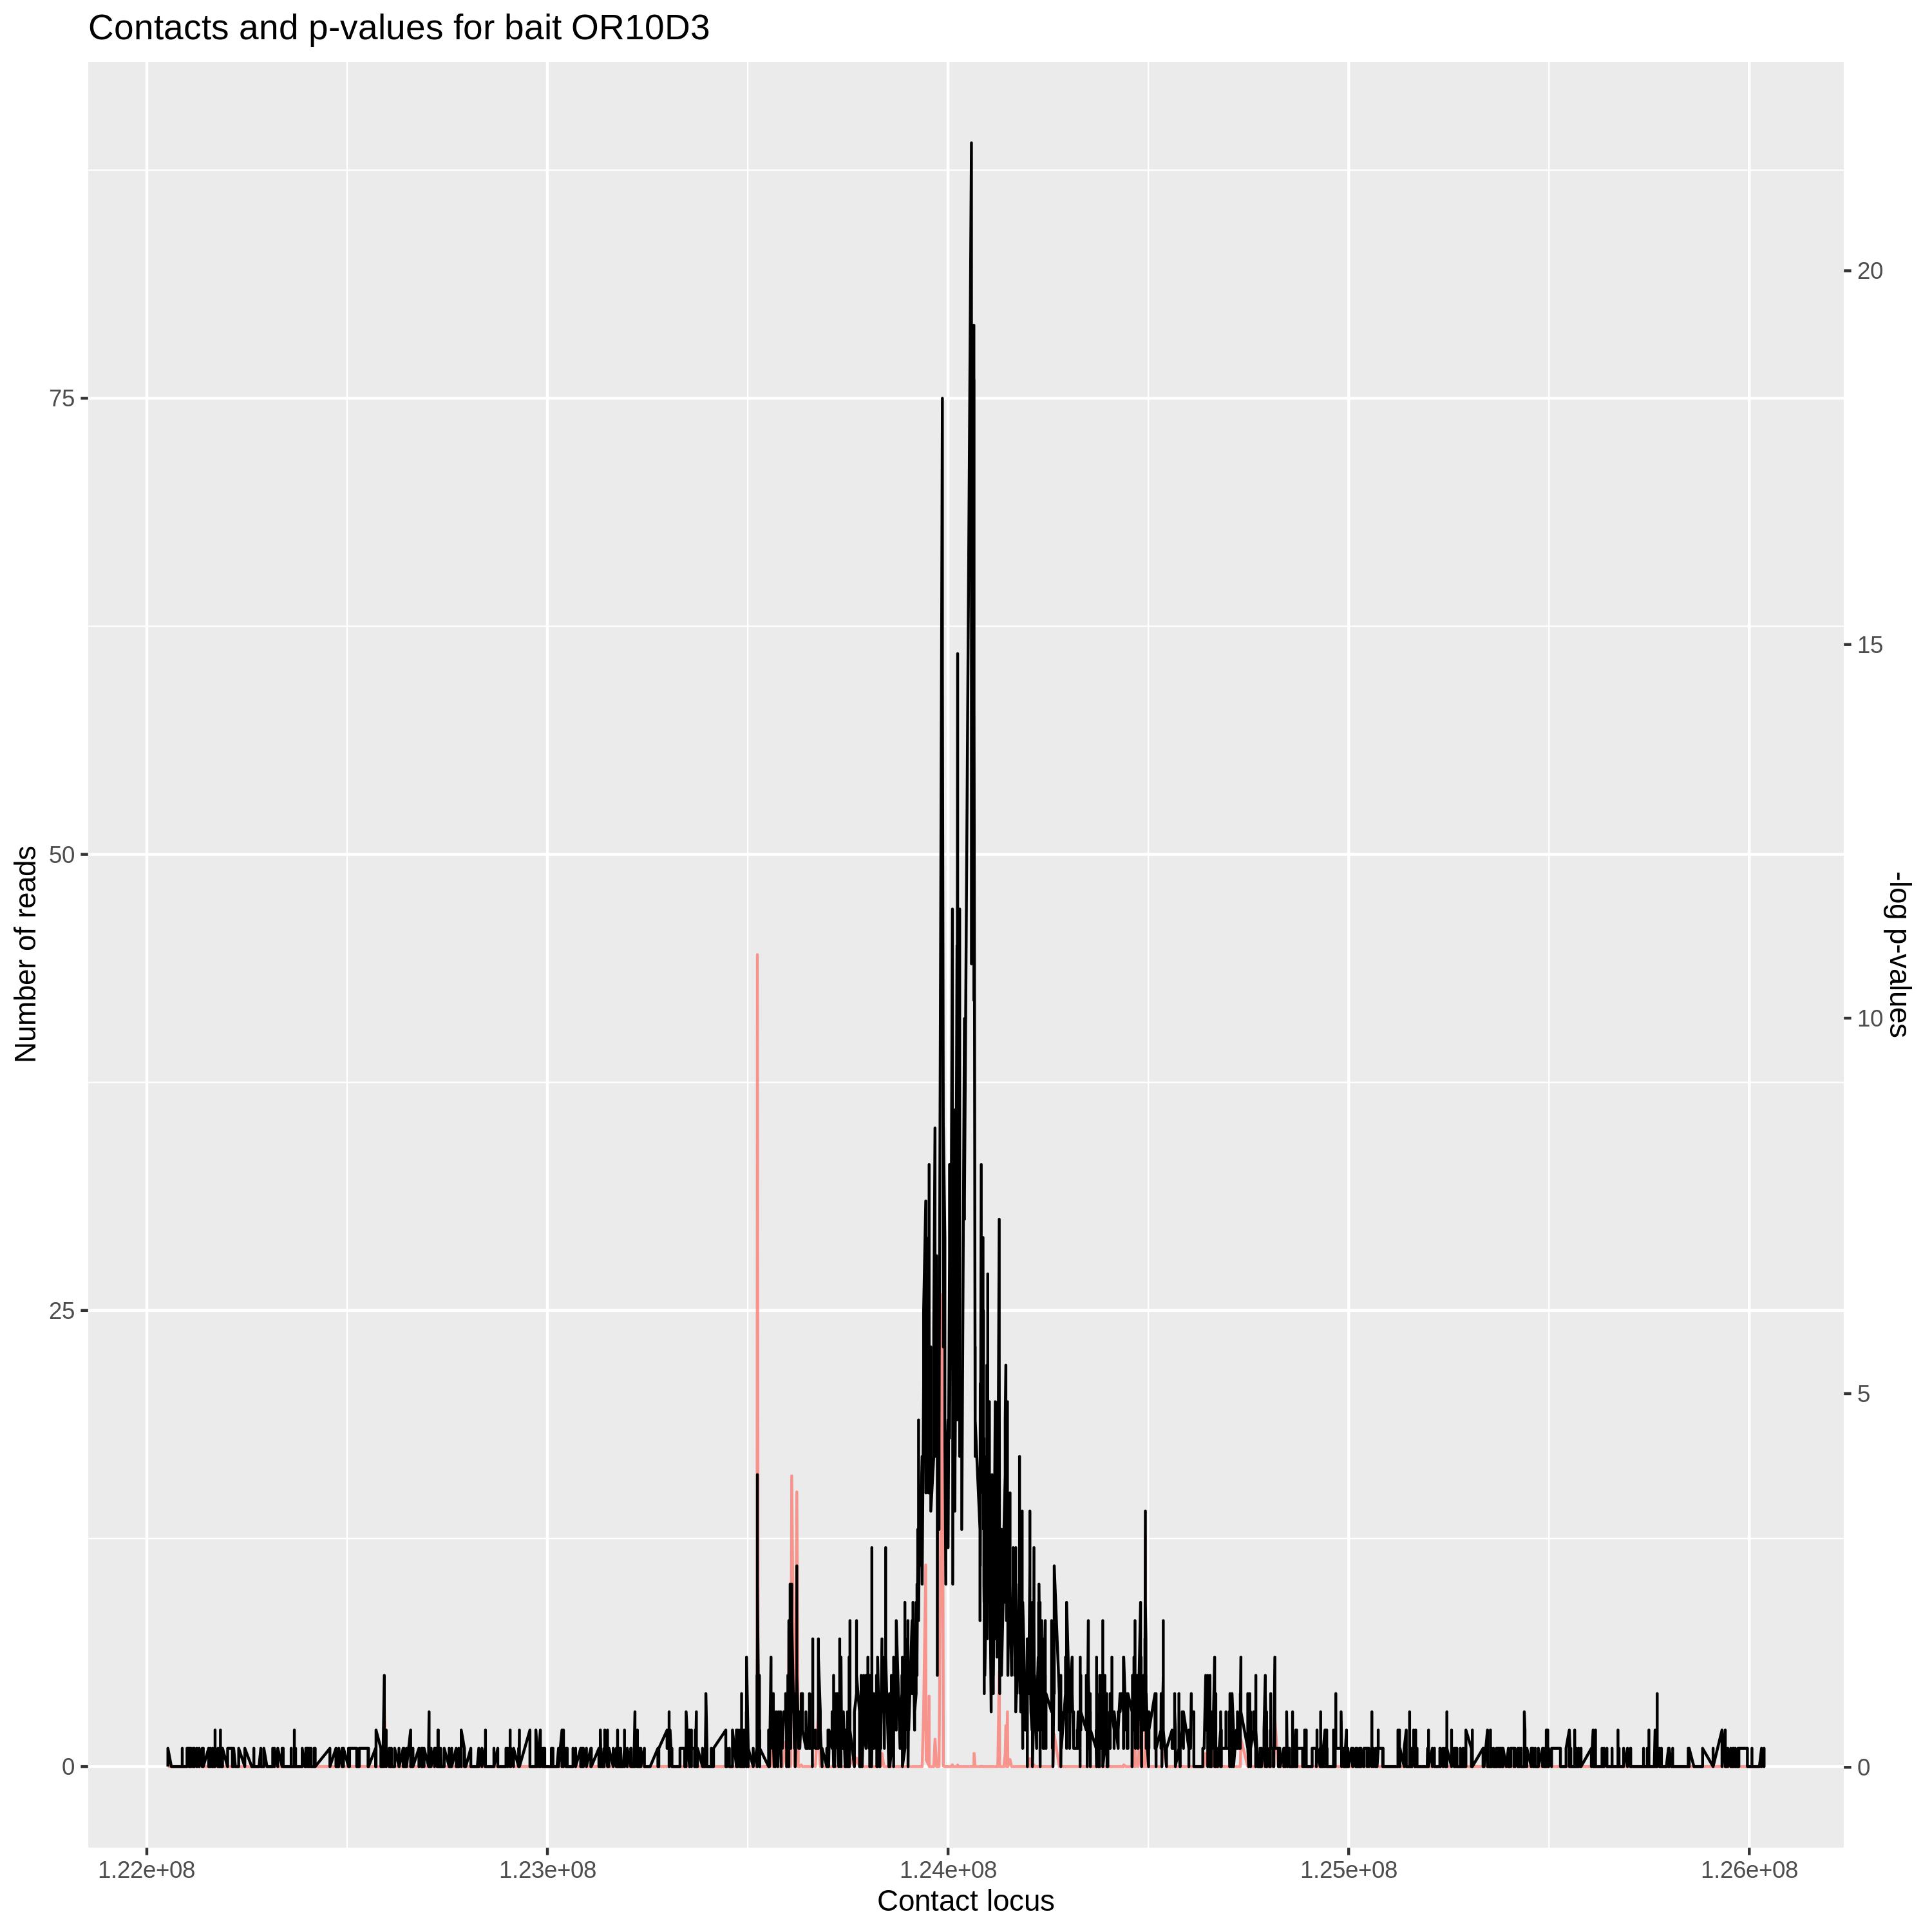 Contacts and p-values for bait OR10D3
Number of reads
75
50
25
0
-log p-values
20
15
10
5
0
1.22e+08 1.23e+08 1.24e+08 1.25e+08 1.26e+08
Contact locus